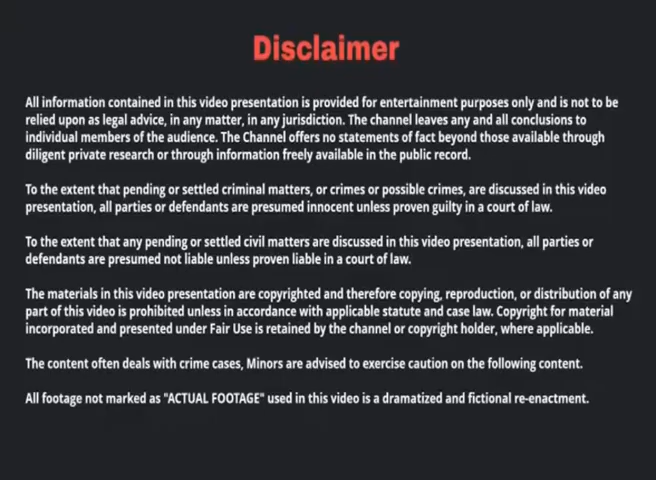 Disclaimer
All information contained in this video presentation is provided for entertainment purposes only and is not to be
relied upon as legal advice, in any matter, in any jurisdiction. The channel leaves any and all conclusions to
individual members of the audience. The Channel offers no statements of fact beyond those available through
diligent private research or through information freely available in the public record.
To the extent that pending or settled criminal matters, or crimes or possible crimes, are discussed in this video
presentation, all parties or defendants are presumed innocent unless proven guilty in a court of law.
To the extent that any pending or settled civil matters are discussed in this video presentation, all parties or
defendants are presumed not liable unless proven liable in a court of law.
The materials in this video presentation are copyrighted and therefore copying, reproduction, or distribution of any
part of this video is prohibited unless in accordance with applicable statute and case law. Copyright for material
incorporated and presented under Fair Use is retained by the channel or copyright holder, where applicable.
The content often deals with crime cases, Minors are advised to exercise caution on the following content.
All footage not marked as "ACTUAL FOOTAGE" used in this video is a dramatized and fictional re-enactment.